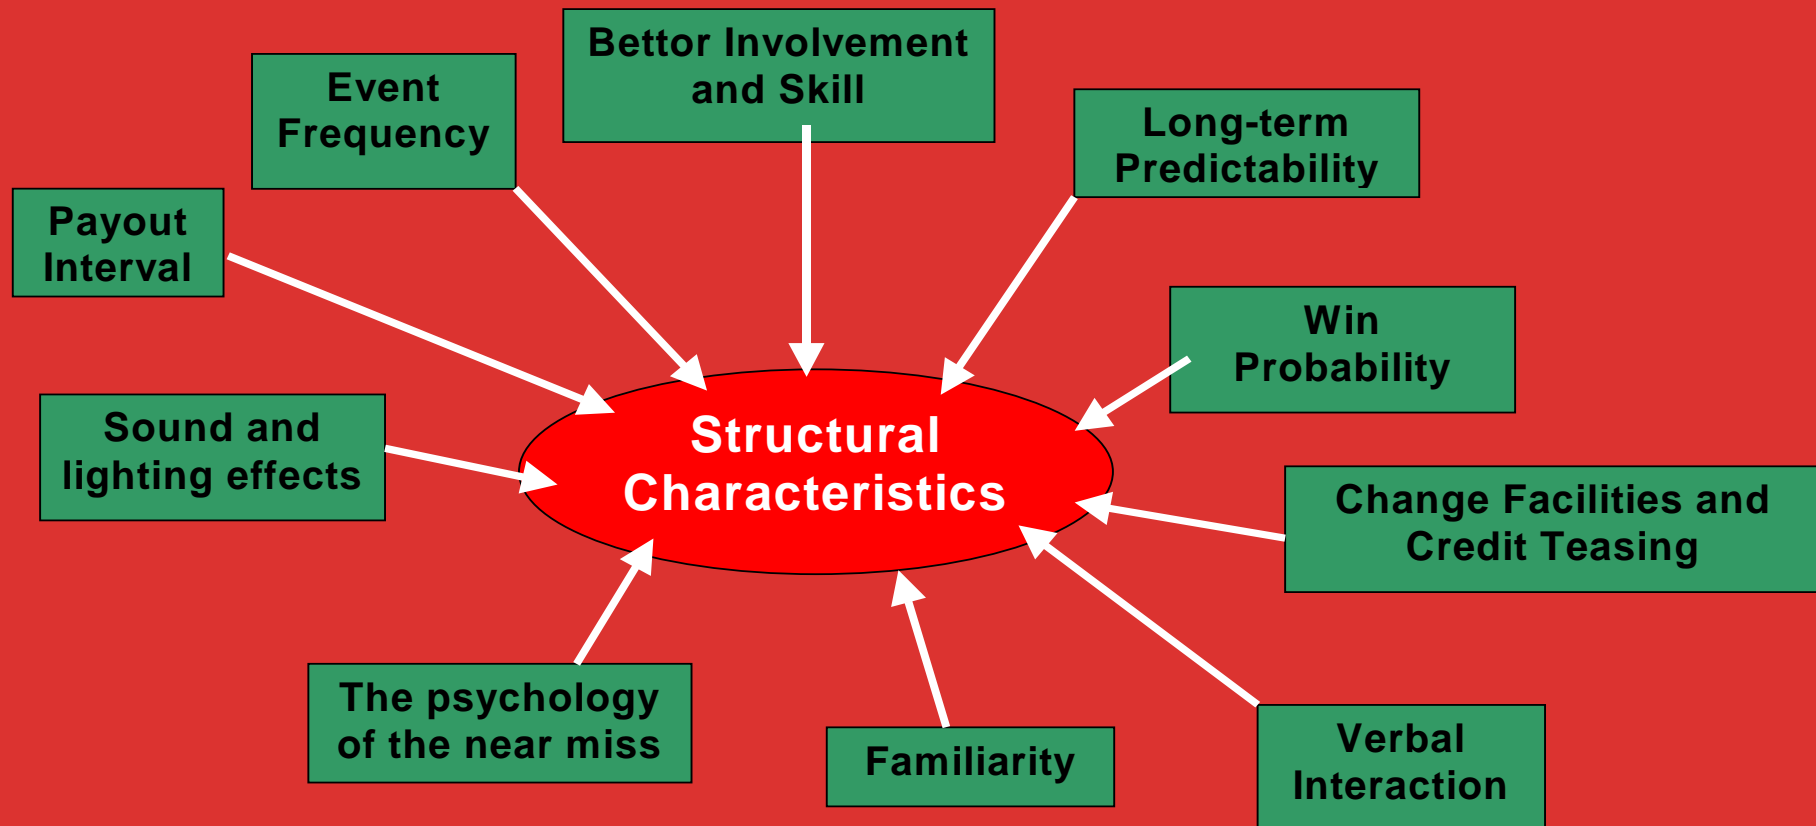 Bettor Involvement
and Skill
Event
Frequency
Long-term
Predictability
Payout
Interval
Win
Probability
Sound and
lighting effects
Structural
Characteristics
Change Facilities and
Credit Teasing
The psychology
of the near miss
Familiarity
Verbal
Interaction